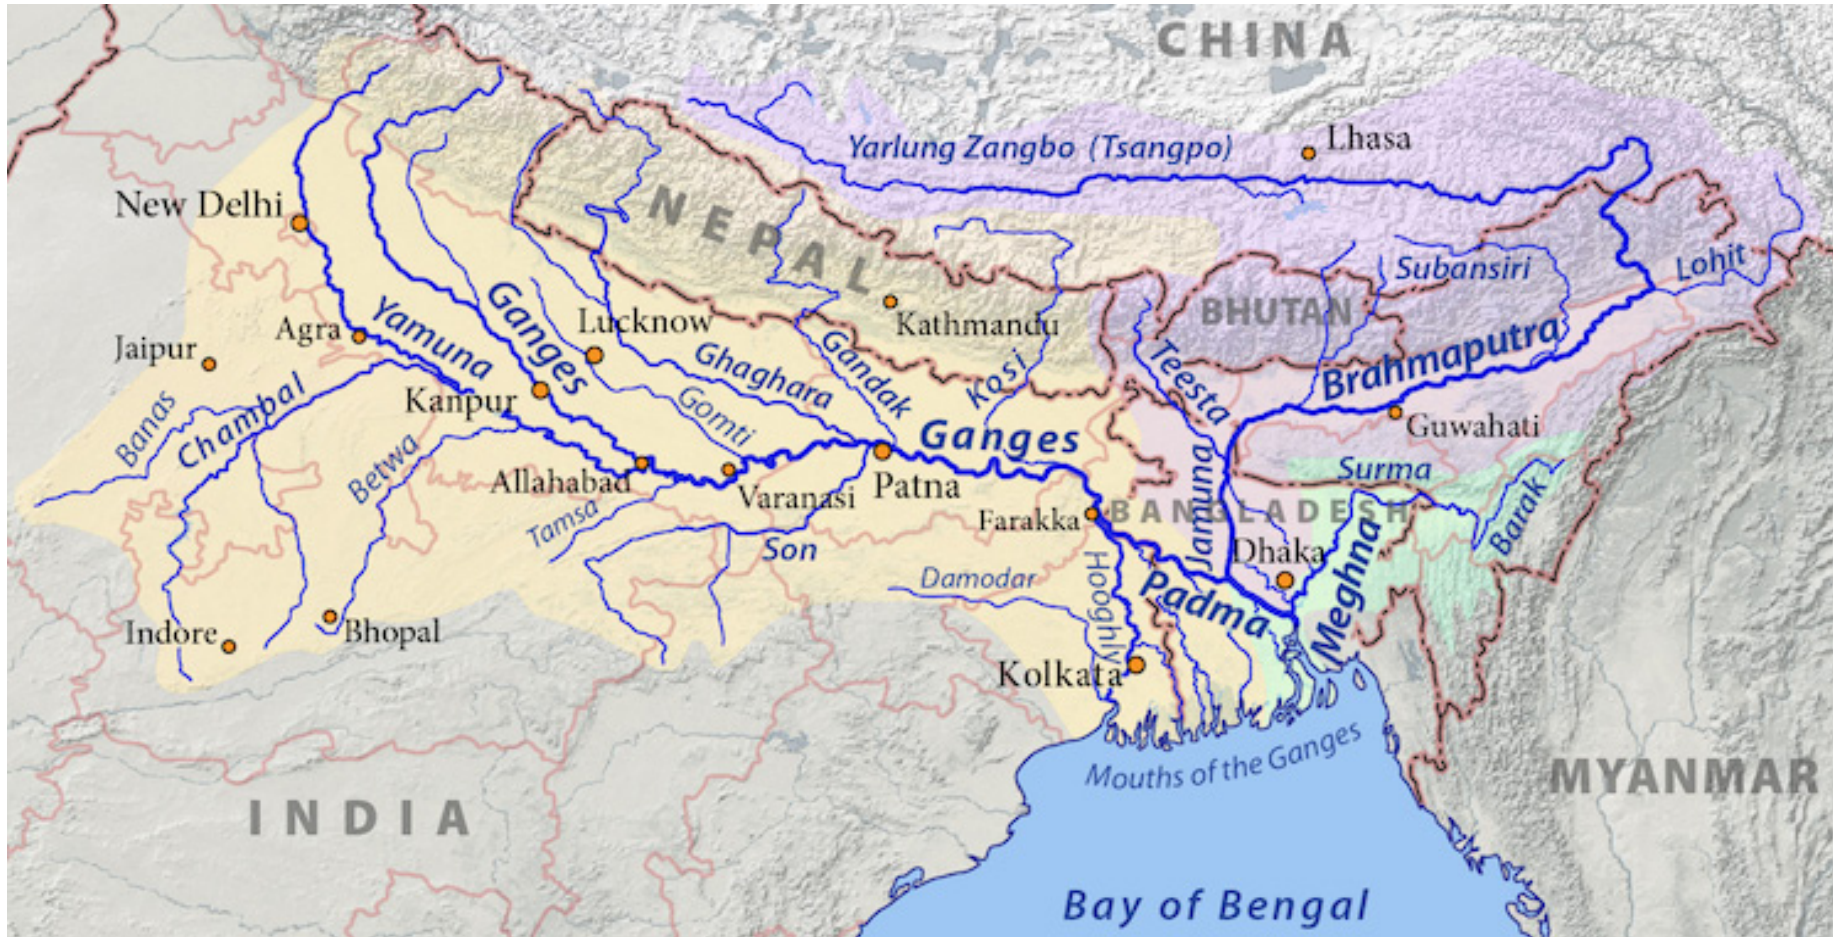 CHINA
Yarlung Zangbo (Tsangpo)
Lhasa
New Delhi
NEPAL
Subansiri
Lohit
BHUTAN
Kathmandu
Yamuna
Ganges
Lucknow
Agra
Jaipur
Ghaghara
Gandak
Kosi
Teesta
Brahmaputra
Guwahati
Banas
Chambal
Kanpur
Gomti
Ganges
Betwa
Allahabad
Varanasi
Patna
Surma
Barak
Farakka
BANGLADESH
Jamuna
Tamsa
Son
Dhaka
Meghna
Damodar
Hooghly
Padma
Indore
Bhopal
Kolkata
Mouths of the Ganges
MYANMAR
INDIA
Bay of Bengal